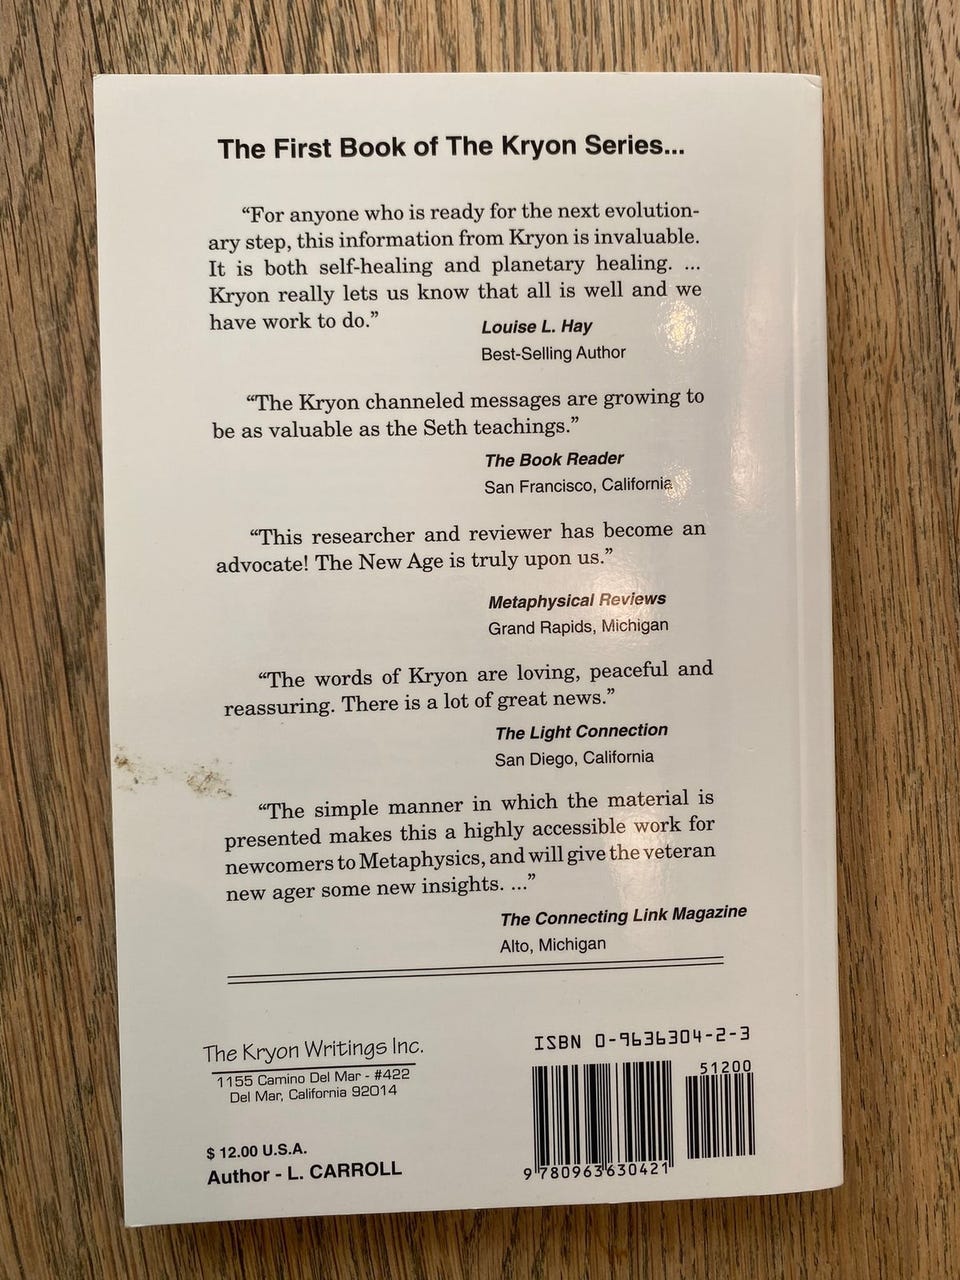 The First Book of The Kryon Series...
“For anyone who is ready for the next evolution-
ary step, this information from Kryon is invaluable.
It is both self-healing and planetary healing. ...
Kryon really lets us know that all is well and we
have work to do.”
Louise L. Hay
Best-Selling Author
“The Kryon channeled messages are growing to
be as valuable as the Seth teachings.”
The Book Reader
San Francisco, California
“This researcher and reviewer has become an
advocate! The New Age is truly upon us.”
Metaphysical Reviews
Grand Rapids, Michigan
“The words of Kryon are loving, peaceful and
reassuring. There is a lot of great news.”
The Light Connection
San Diego, California
“The simple manner in which the material is
presented makes this a highly accessible work for
newcomers to Metaphysics, and will give the veteran
new ager some new insights. ...”
The Connecting Link Magazine
Alto, Michigan
The Kryon Writings Inc.
1155 Camino Del Mar - #422
Del Mar, California 92014
$ 12.00 U.S.A.
Author - L. CARROLL
ISBN 0-9636304-2-3
51200
9 780963 630421